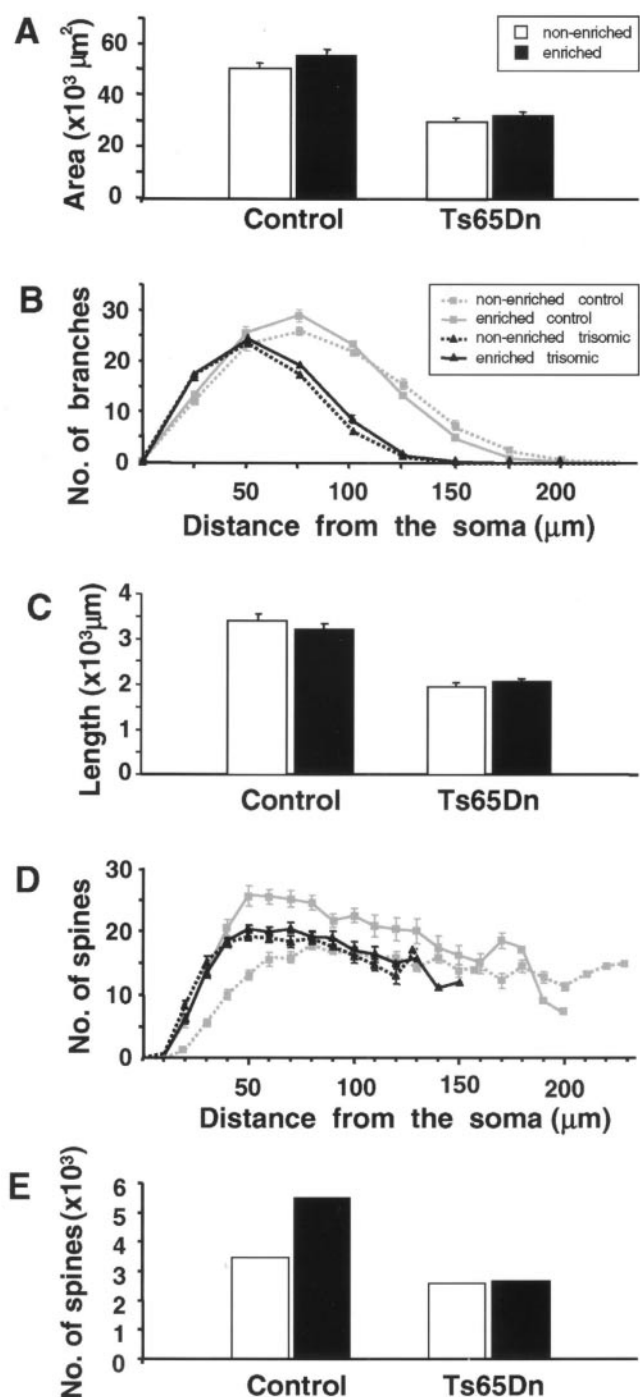 A
Area (x10³ µm²)
60
40
20
0
non-enriched
enriched
Control Ts65Dn
B
No. of branches
30
20
10
0
non-enriched control
enriched control
non-enriched trisomic
enriched trisomic
50 100 150 200
Distance from the soma (µm)
C
Length (x10³µm)
4
3
2
1
0
Control Ts65Dn
D
No. of spines
30
20
10
0
50 100 150 200
Distance from the soma (µm)
E
No. of spines (x10³)
6
5
4
3
2
1
0
Control Ts65Dn